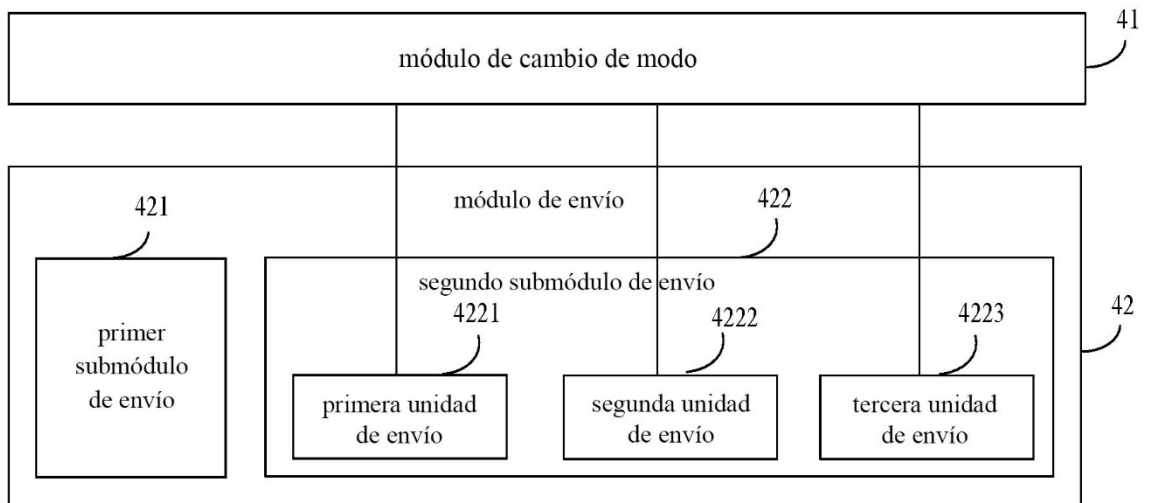 41
módulo de cambio de modo
módulo de envío
421
422
segundo submódulo de envío
42
4221
4222
4223
primer
submódulo
de envío
primera unidad
de envío
segunda unidad
de envío
tercera unidad
de envío